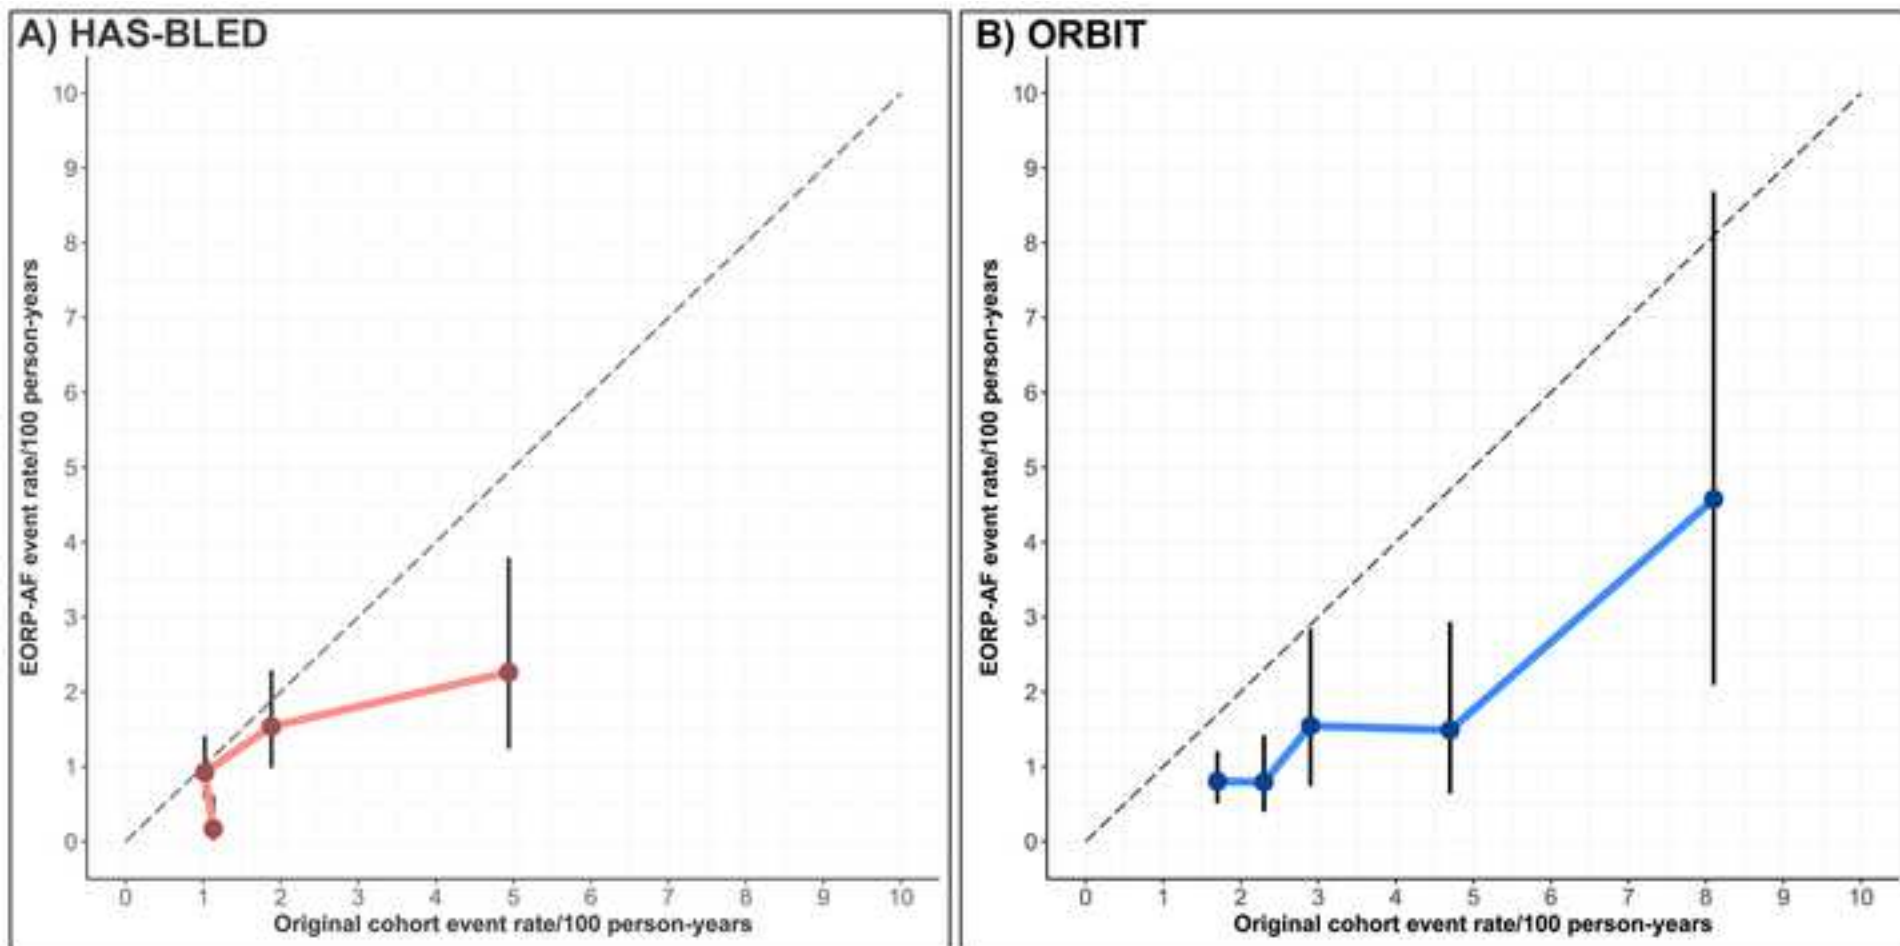 A) HAS-BLED
EORP-AF event rate/100 person-years
10
9
8
7
6
5
4
3
2
1
0
0 1 2 3 4 5 6 7 8 9 10
Original cohort event rate/100 person-years
B) ORBIT
EORP-AF event rate/100 person-years
10
9
8
7
6
5
4
3
2
1
0
0 1 2 3 4 5 6 7 8 9 10
Original cohort event rate/100 person-years